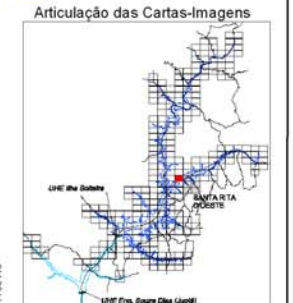 Articulação das Cartas-Imagens
UHE Ilha Solteira
SANTA RITA
D'OESTE
UHE Eng. Souza Dias (Jupiá)